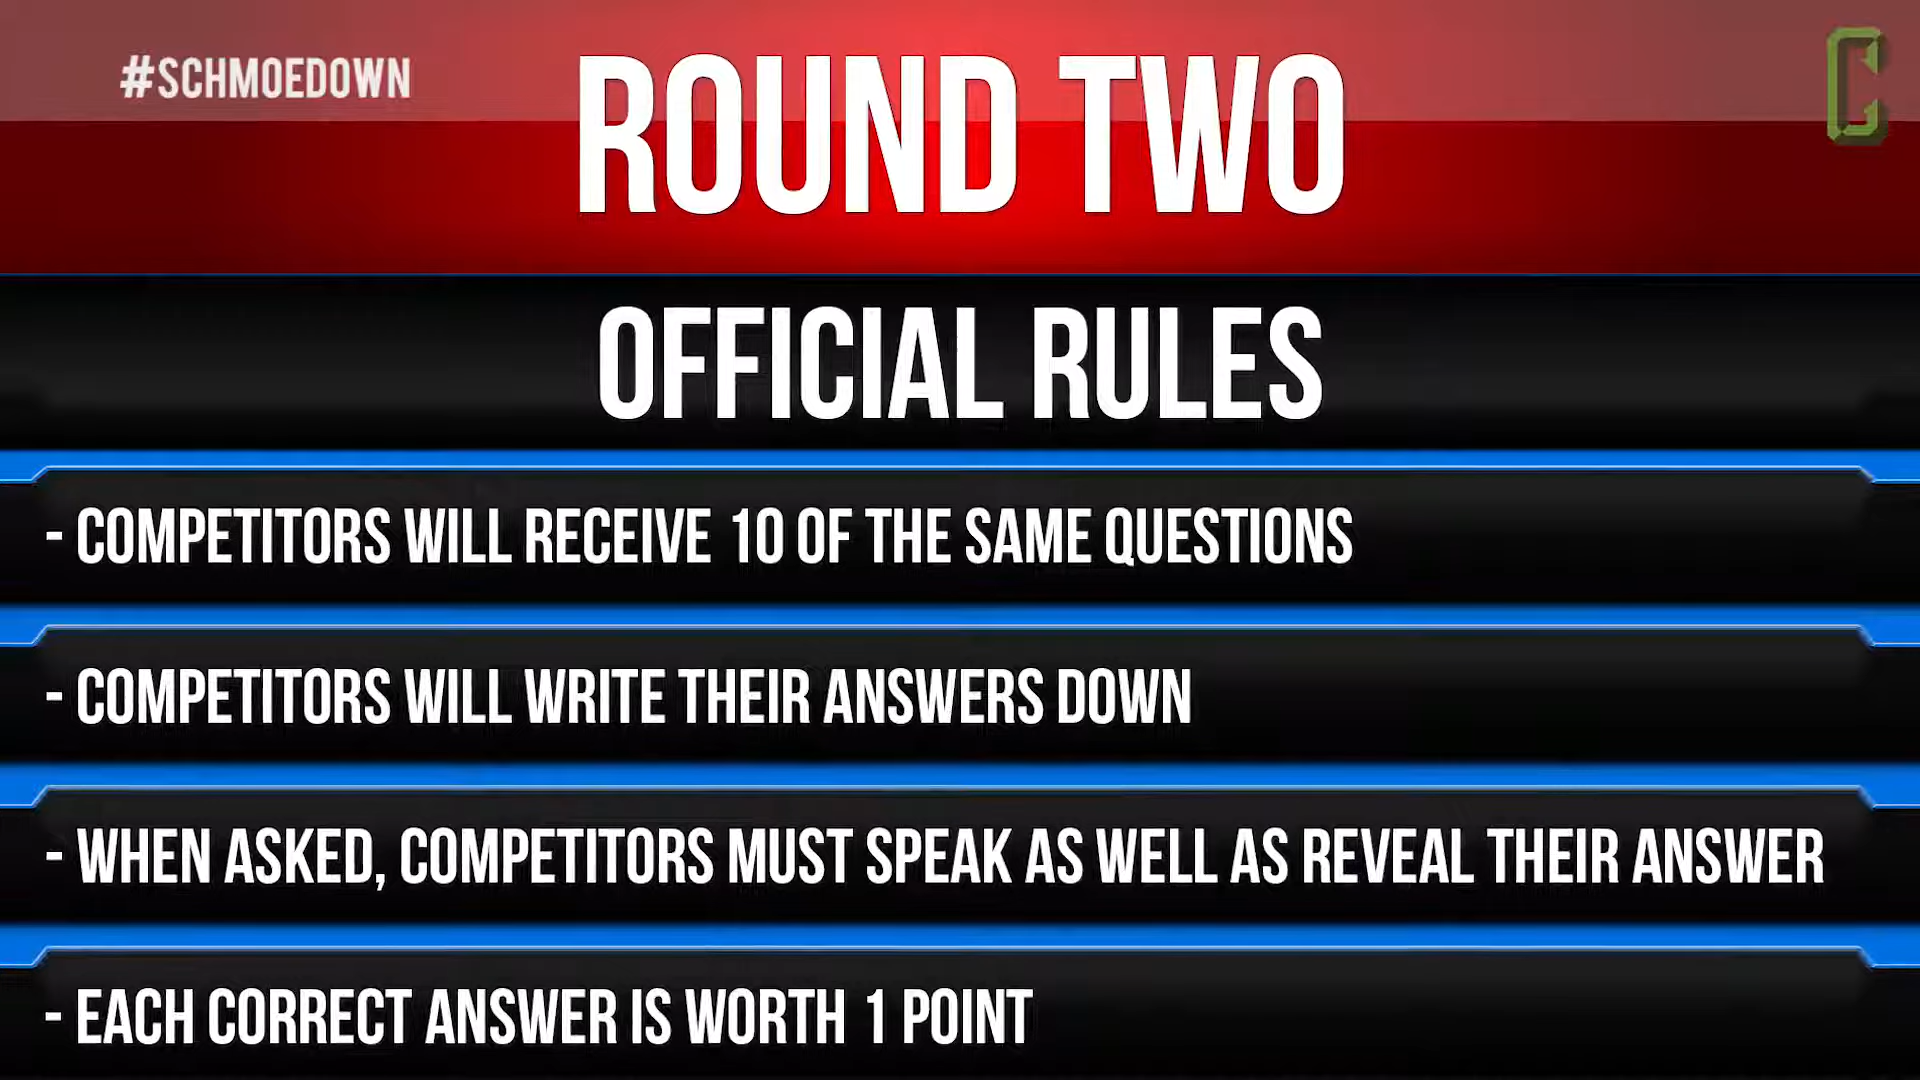 #SCHMOEDOWN
ROUND TWO
OFFICIAL RULES
- COMPETITORS WILL RECEIVE 10 OF THE SAME QUESTIONS
- COMPETITORS WILL WRITE THEIR ANSWERS DOWN
- WHEN ASKED, COMPETITORS MUST SPEAK AS WELL AS REVEAL THEIR ANSWER
- EACH CORRECT ANSWER IS WORTH 1 POINT